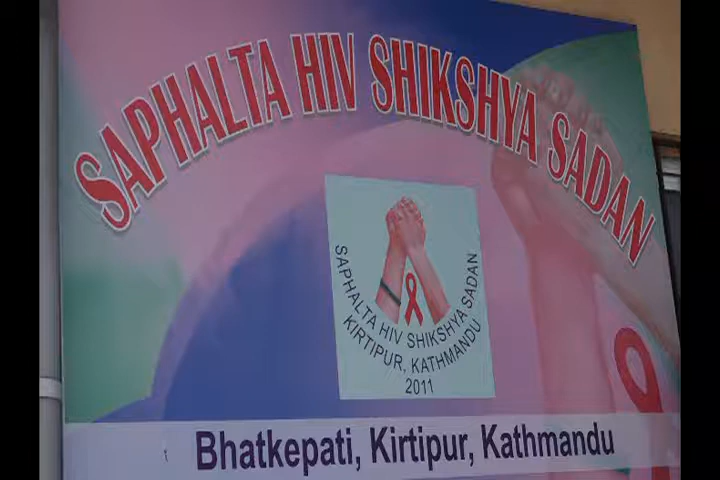 SAPHALTA HIV SHIKSHYA SADAN
SAPHALTA HIV SHIKSHYA SADAN
KIRTIPUR, KATHMANDU
2011
Bhatkepati, Kirtipur, Kathmandu